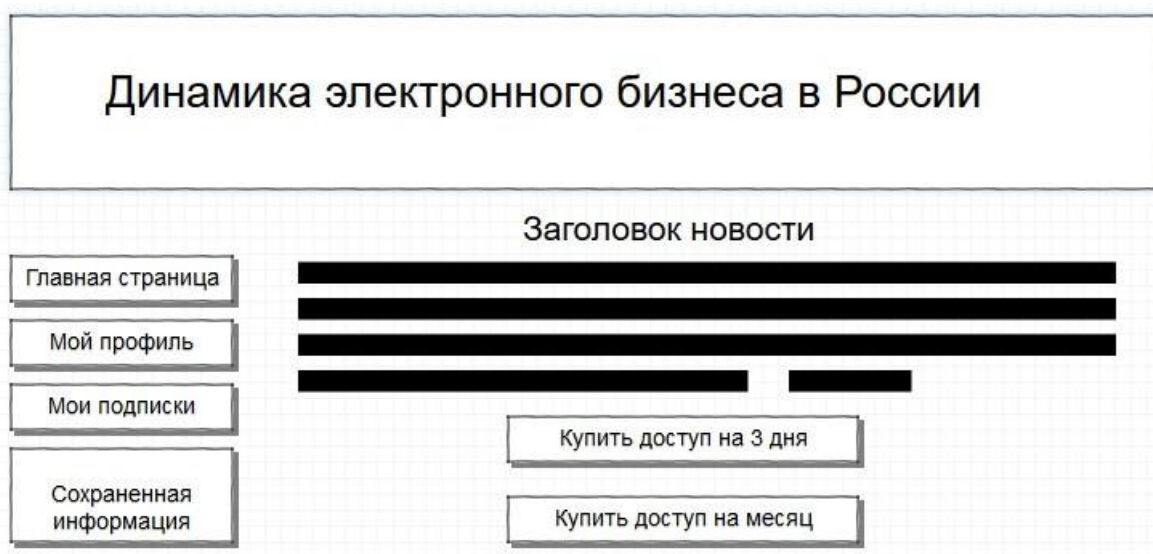 Динамика электронного бизнеса в России
Заголовок новости
Главная страница
Мой профиль
Мои подписки
Сохраненная
информация
Купить доступ на 3 дня
Купить доступ на месяц